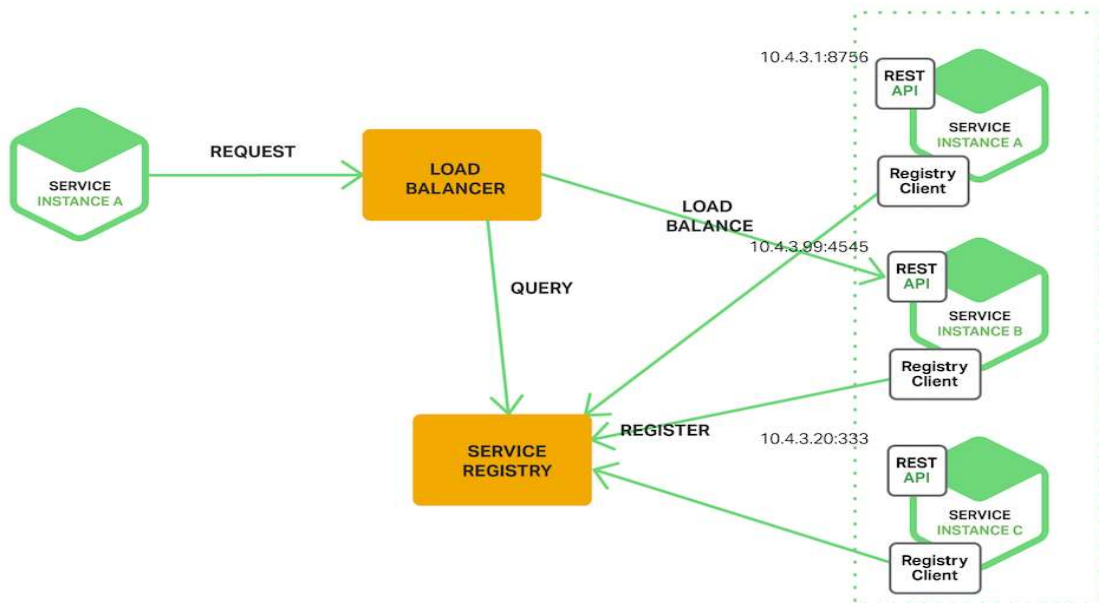 SERVICE
INSTANCE A
REQUEST
LOAD
BALANCER
QUERY
SERVICE
REGISTRY
LOAD
BALANCE
REGISTER
10.4.3.1:8756
REST
API
SERVICE
INSTANCE A
Registry
Client
10.4.3.99:4545
REST
API
SERVICE
INSTANCE B
Registry
Client
10.4.3.20:333
REST
API
SERVICE
INSTANCE C
Registry
Client